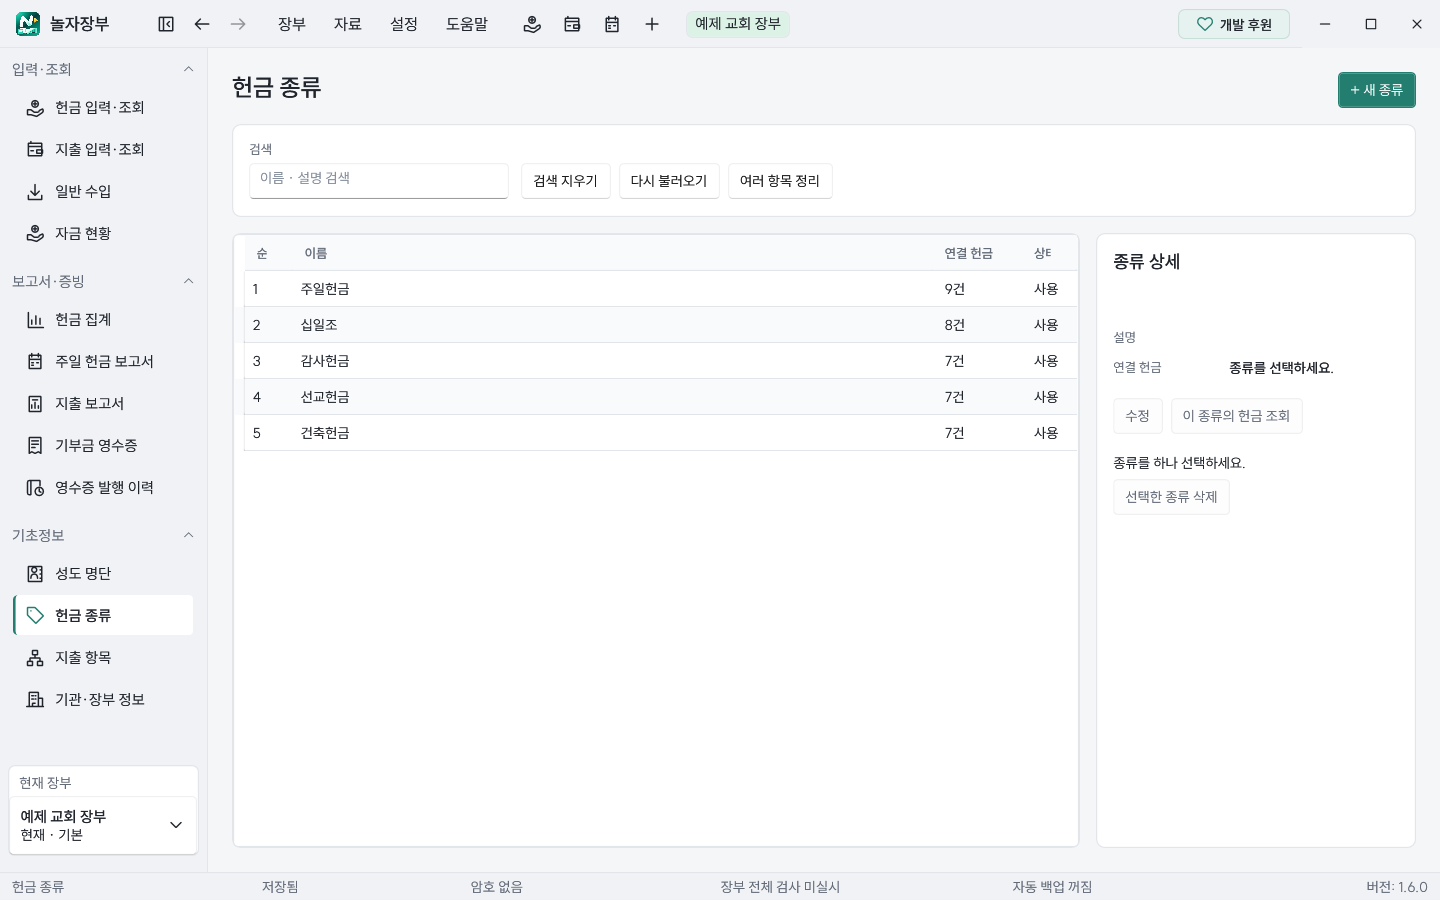 놀자장부
장부 자료 설정 도움말
예제 교회 장부
개발 후원
입력·조회
헌금 입력·조회
지출 입력·조회
일반 수입
자금 현황
보고서·증빙
헌금 집계
주일 헌금 보고서
지출 보고서
기부금 영수증
영수증 발행 이력
기초정보
성도 명단
헌금 종류
지출 항목
기관·장부 정보
현재 장부
예제 교회 장부
현재 · 기본
헌금 종류
+ 새 종류
검색
이름 · 설명 검색
검색 지우기 다시 불러오기 여러 항목 정리
순 이름 연결 헌금
1 주일헌금 9건 사용
2 십일조 8건 사용
3 감사헌금 7건 사용
4 선교헌금 7건 사용
5 건축헌금 7건 사용
종류 상세
설명
연결 헌금 종류를 선택하세요.
수정 이 종류의 헌금 조회
종류를 하나 선택하세요.
선택한 종류 삭제
헌금 종류 저장됨 암호 없음 장부 전체 검사 미실시 자동 백업 꺼짐 버전: 1.6.0